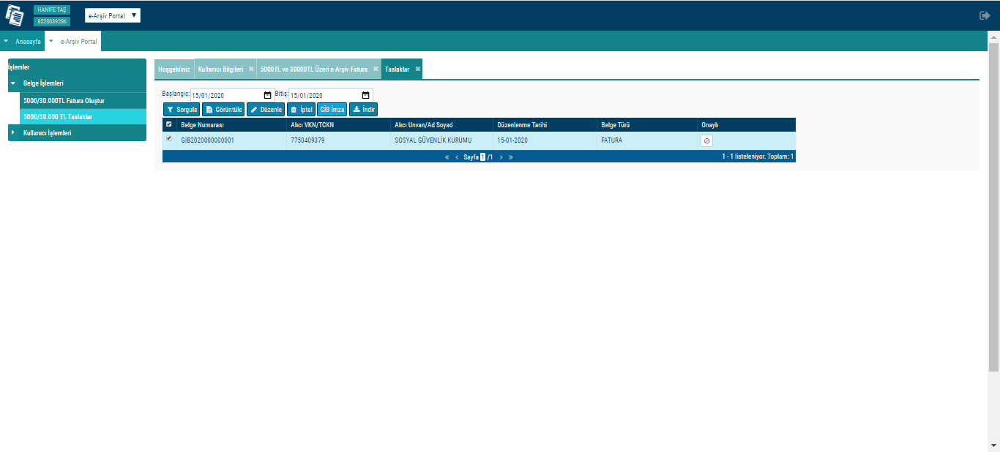 HANİFE TAŞ
8520039286
e-Arşiv Portal
Anasayfa
e-Arşiv Portal
İşlemler
Belge İşlemleri
5000/30.000TL Fatura Oluştur
5000/30.000 TL Taslaklar
Kullanıcı İşlemleri
Hoşgeldiniz Kullanıcı Bilgileri 5000TL ve 30000TL Üzeri e-Arşiv Fatura Taslaklar
Başlangıç: 15/01/2020 Bitiş: 15/01/2020
Sorgula Görüntüle Düzenle İptal GİB İmza İndir
Belge Numarası Alıcı VKN/TCKN Alıcı Unvan/Ad Soyad Düzenlenme Tarihi Belge Türü Onaylı
GIB2020000000001 7750409379 SOSYAL GÜVENLİK KURUMU 15-01-2020 FATURA
« ‹ Sayfa 1 /1 › » 1 - 1 listeleniyor. Toplam: 1